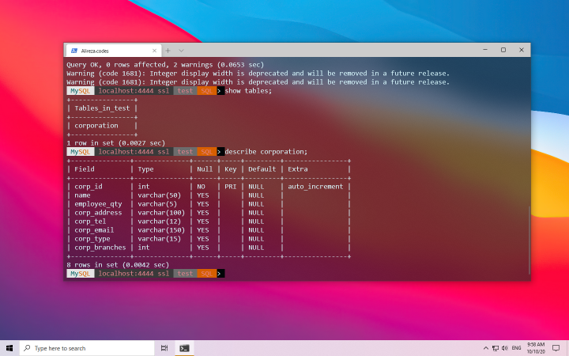 Alireza.codes
Query OK, 0 rows affected, 2 warnings (0.0653 sec)
Warning (code 1681): Integer display width is deprecated and will be removed in a future release.
Warning (code 1681): Integer display width is deprecated and will be removed in a future release.
MySQL localhost:4444 ssl test SQL > show tables;
+----------------+
| Tables_in_test |
+----------------+
| corporation    |
+----------------+
1 row in set (0.0027 sec)
MySQL localhost:4444 ssl test SQL > describe corporation;
+---------------+--------------+------+-----+---------+----------------+
| Field         | Type         | Null | Key | Default | Extra          |
+---------------+--------------+------+-----+---------+----------------+
| corp_id       | int          | NO   | PRI | NULL    | auto_increment |
| name          | varchar(50)  | YES  |     | NULL    |                |
| employee_qty  | varchar(5)   | YES  |     | NULL    |                |
| corp_address  | varchar(100) | YES  |     | NULL    |                |
| corp_tel      | varchar(12)  | YES  |     | NULL    |                |
| corp_email    | varchar(150) | YES  |     | NULL    |                |
| corp_type     | varchar(15)  | YES  |     | NULL    |                |
| corp_branches | int          | YES  |     | NULL    |                |
+---------------+--------------+------+-----+---------+----------------+
8 rows in set (0.0042 sec)
MySQL localhost:4444 ssl test SQL >
Type here to search
ENG
9:59 AM
10/10/20